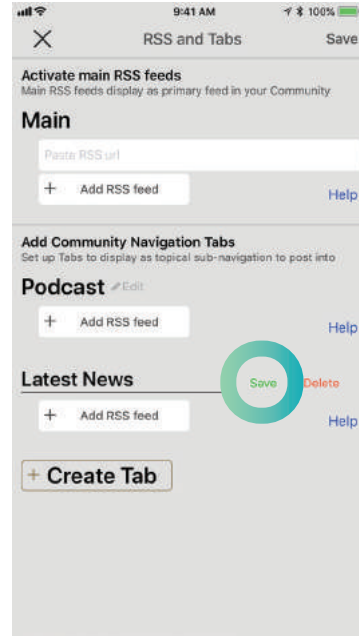 9:41 AM 100%
RSS and Tabs Save
Activate main RSS feeds
Main RSS feeds display as primary feed in your Community
Main
Paste RSS url
+ Add RSS feed
Help
Add Community Navigation Tabs
Set up Tabs to display as topical sub-navigation to post into
Podcast Edit
+ Add RSS feed
Help
Latest News Save Delete
+ Add RSS feed
Help
+ Create Tab